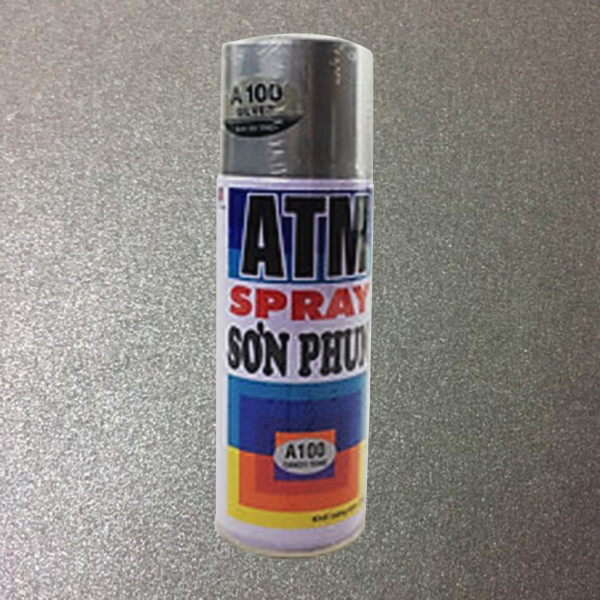 A100
SILVER
ATM
SPRAY
SƠN PHUN
A100